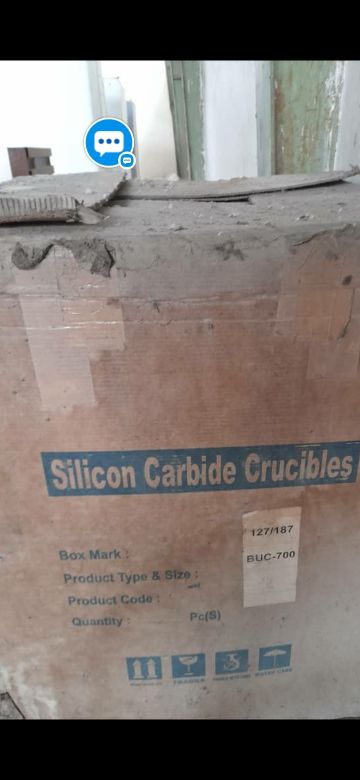 Silicon Carbide Crucibles
127/187
Box Mark :
BUC-700
Product Type & Size :
Product Code :
Quantity : Pc(S)
FRAGILE